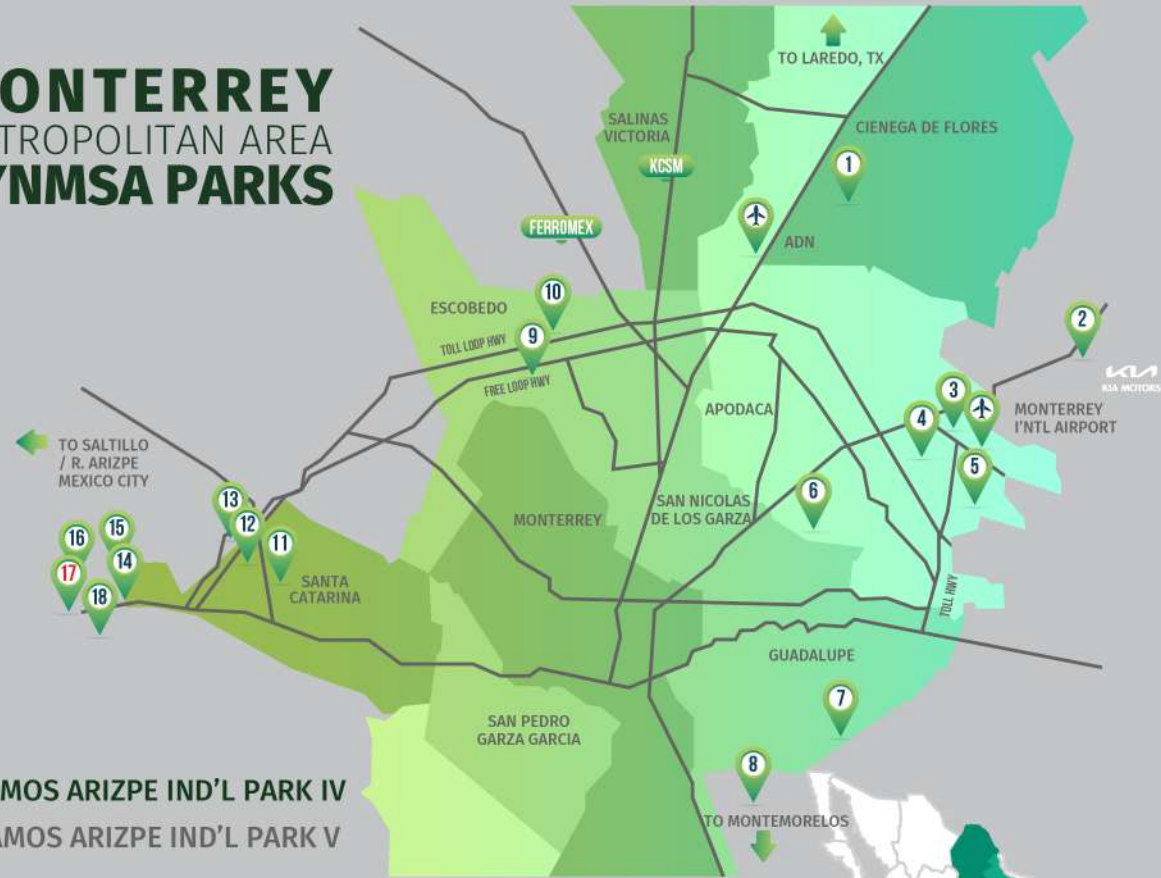 ONTERREY
TROPOLITAN AREA
YNMSA PARKS
TO LAREDO, TX
SALINAS
VICTORIA
CIENEGA DE FLORES
KCSM
1
FERROMEX
ADN
10
ESCOBEDO
9
TOLL LOOP HWY
FREE LOOP HWY
2
KIA
KIA MOTORS
3
4
MONTERREY
I'NTL AIRPORT
APODACA
5
TO SALTILLO
/ R. ARIZPE
MEXICO CITY
6
SAN NICOLAS
DE LOS GARZA
MONTERREY
13
12
11
16
15
14
17
18
SANTA
CATARINA
TOLL HWY
GUADALUPE
7
SAN PEDRO
GARZA GARCIA
8
TO MONTEMORELOS
MOS ARIZPE IND'L PARK IV
AMOS ARIZPE IND'L PARK V